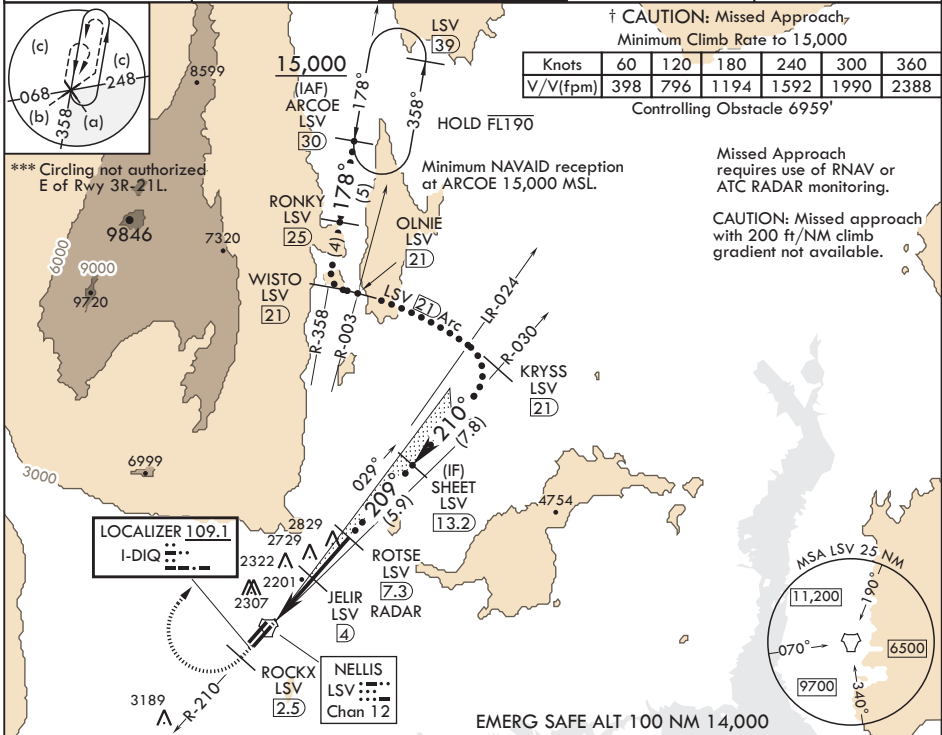 † CAUTION: Missed Approach
Minimum Climb Rate to 15,000
Knots 60 120 180 240 300 360
V/V(fpm) 398 796 1194 1592 1990 2388
Controlling Obstacle 6959'
(c)
(c)
068
248
(b)
358
(a)
8599
15,000
(IAF)
ARCOE
LSV
30
LSV
39
178°
358°
HOLD FL190
*** Circling not authorized
E of Rwy 3R-21L.
Minimum NAVAID reception
at ARCOE 15,000 MSL.
Missed Approach
requires use of RNAV or
ATC RADAR monitoring.
CAUTION: Missed approach
with 200 ft/NM climb
gradient not available.
178°
(5)
RONKY
LSV
25
(4)
OLNIE
LSV
21
9846
7320
6000
9000
9720
WISTO
LSV
21
LSV 21 Arc
LR-024
R-030
R-358
R-003
KRYSS
LSV
21
210°
(7.8)
(IF)
SHEET
LSV
13.2
029°
209°
(5.9)
6999
3000
4754
LOCALIZER 109.1
I-DIQ
2829
2729
2322
2201
2307
ROTSE
LSV
7.3
RADAR
JELIR
LSV
4
MSA LSV 25 NM
11,200
190°
070°
6500
9700
340°
ROCKX
LSV
2.5
NELLIS
LSV
Chan 12
3189
R-210
EMERG SAFE ALT 100 NM 14,000